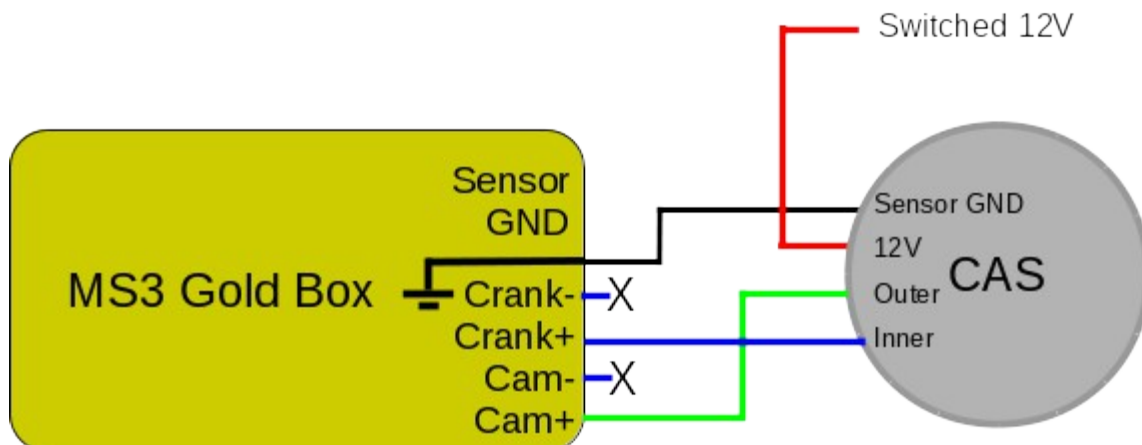 Switched 12V
Sensor
GND
MS3 Gold Box
Crank-
X
Crank+
Cam-
X
Cam+
Sensor GND
12V
CAS
Outer
Inner